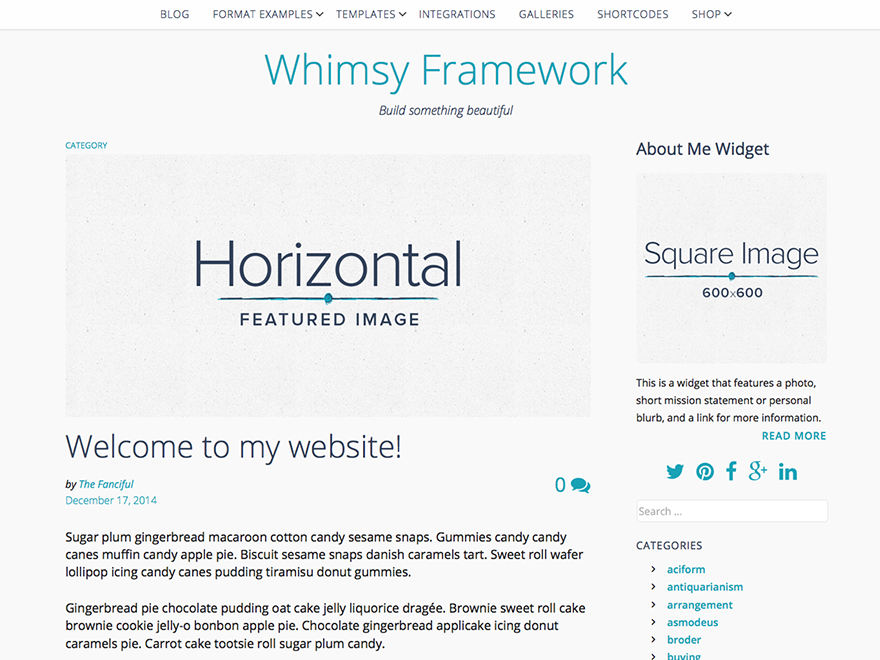 BLOG FORMAT EXAMPLES TEMPLATES INTEGRATIONS GALLERIES SHORTCODES SHOP
Whimsy Framework
Build something beautiful
CATEGORY
Horizontal
FEATURED IMAGE
Welcome to my website!
by The Fanciful
December 17, 2014
0
Sugar plum gingerbread macaroon cotton candy sesame snaps. Gummies candy candy
canes muffin candy apple pie. Biscuit sesame snaps danish caramels tart. Sweet roll wafer
lollipop icing candy canes pudding tiramisu donut gummies.
Gingerbread pie chocolate pudding oat cake jelly liquorice dragée. Brownie sweet roll cake
brownie cookie jelly-o bonbon apple pie. Chocolate gingerbread applicake icing donut
caramels pie. Carrot cake tootsie roll sugar plum candy.
About Me Widget
Square Image
600x600
This is a widget that features a photo,
short mission statement or personal
blurb, and a link for more information.
READ MORE
Search ...
CATEGORIES
aciform
antiquarianism
arrangement
asmodeus
broder
buying